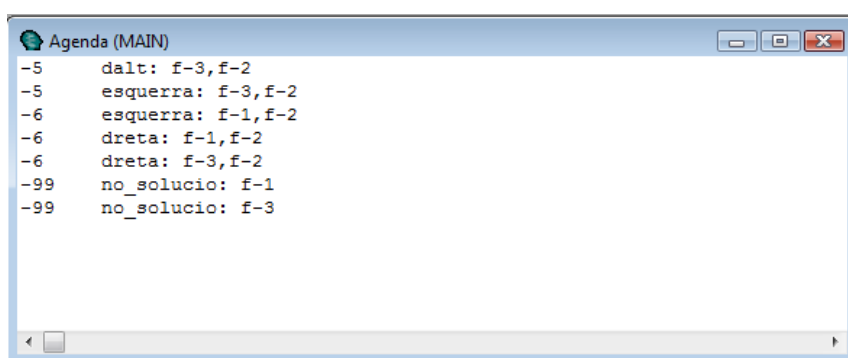 Agenda (MAIN)
-5 dalt: f-3,f-2
-5 esquerra: f-3,f-2
-6 esquerra: f-1,f-2
-6 dreta: f-1,f-2
-6 dreta: f-3,f-2
-99 no_solucio: f-1
-99 no_solucio: f-3